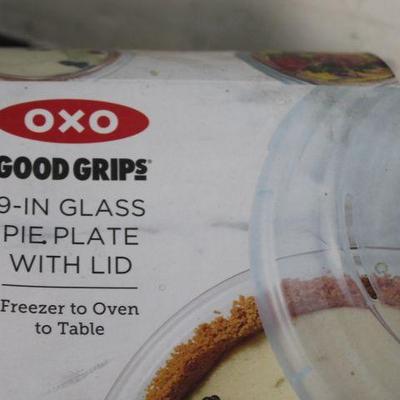 OXO
GOOD GRIPS®
9-IN GLASS
PIE PLATE
WITH LID
Freezer to Oven
to Table